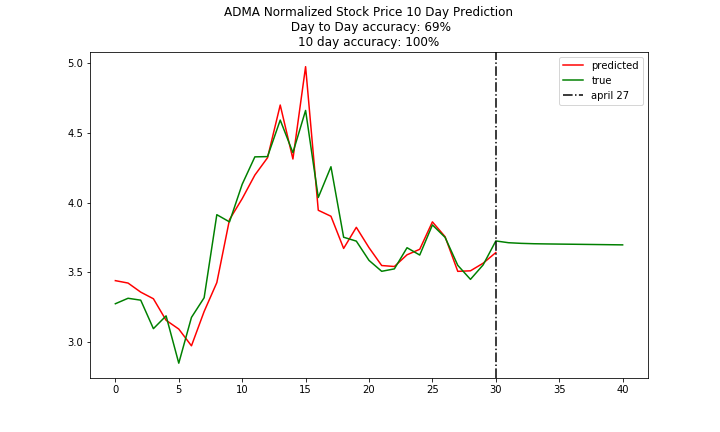 ADMA Normalized Stock Price 10 Day Prediction
Day to Day accuracy: 69%
10 day accuracy: 100%
predicted
true
april 27
5.0
4.5
4.0
3.5
3.0
0 5 10 15 20 25 30 35 40